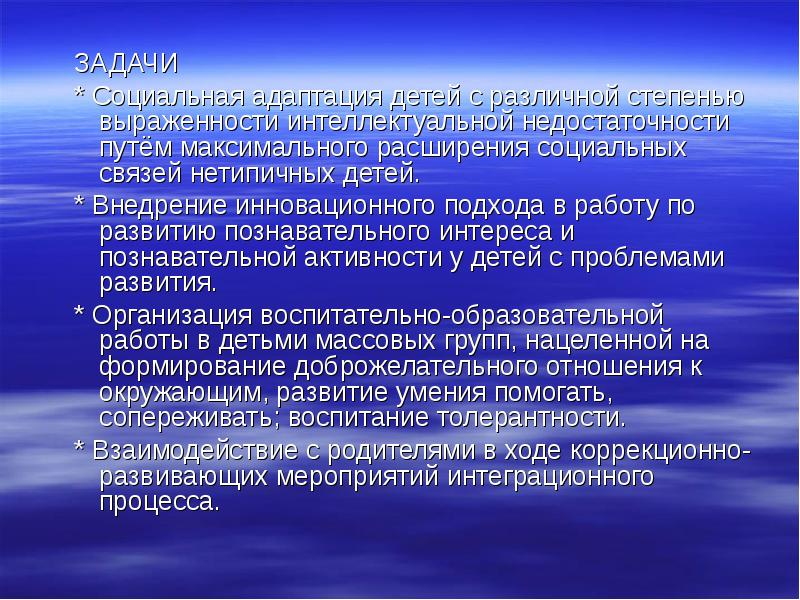 ЗАДАЧИ
* Социальная адаптация детей с различной степенью
выраженности интеллектуальной недостаточности
путём максимального расширения социальных
связей нетипичных детей.
* Внедрение инновационного подхода в работу по
развитию познавательного интереса и
познавательной активности у детей с проблемами
развития.
* Организация воспитательно-образовательной
работы в детьми массовых групп, нацеленной на
формирование доброжелательного отношения к
окружающим, развитие умения помогать,
сопереживать; воспитание толерантности.
* Взаимодействие с родителями в ходе коррекционно-
развивающих мероприятий интеграционного
процесса.